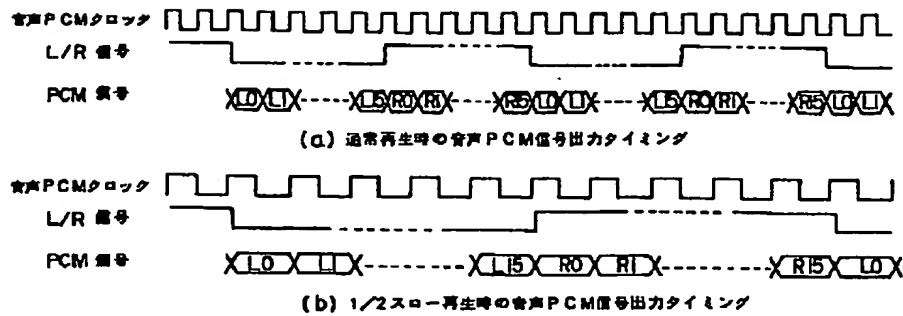 音声PCMクロック
L/R 信号
PCM 信号 L0 L1 L15 R0 R1 R15 L0 L1 L15 R0 R1 R15 L0 L1
(a) 通常再生時の音声PCM信号出力タイミング
音声PCMクロック
L/R 信号
PCM 信号 L0 L1 L15 R0 R1 R15 L0
(b) 1/2スロー再生時の音声PCM信号出力タイミング